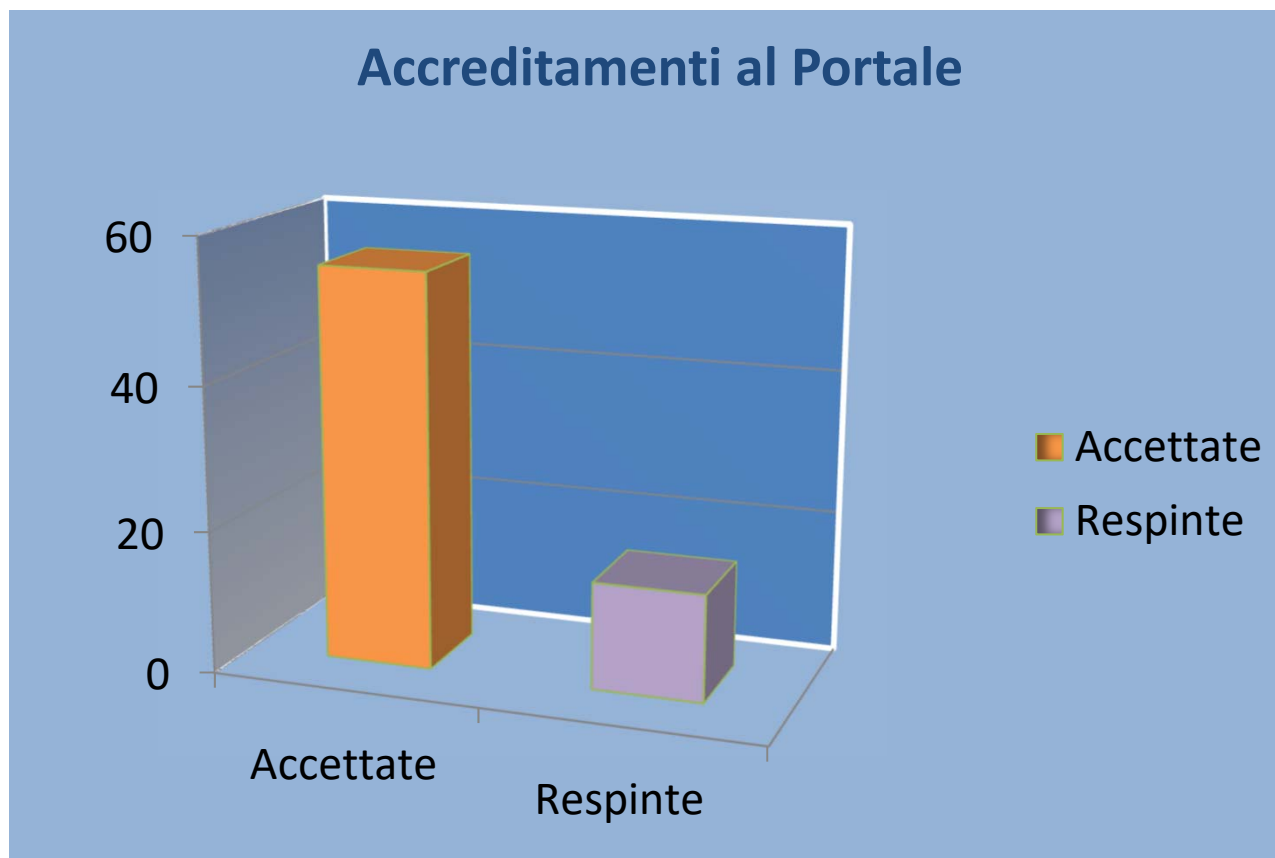 Accreditamenti al Portale
60
40
20
0
Accettate
Respinte
Accettate
Respinte